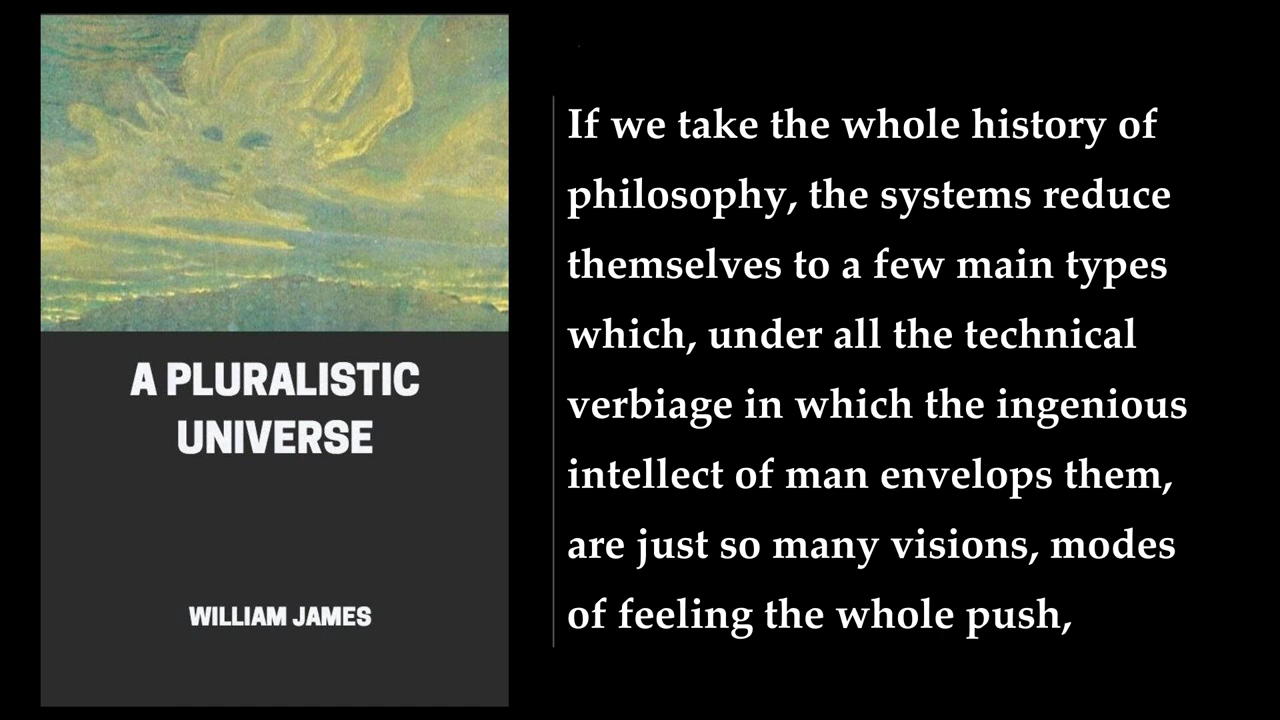 A PLURALISTIC
UNIVERSE
WILLIAM JAMES
If we take the whole history of
philosophy, the systems reduce
themselves to a few main types
which, under all the technical
verbiage in which the ingenious
intellect of man envelops them,
are just so many visions, modes
of feeling the whole push,